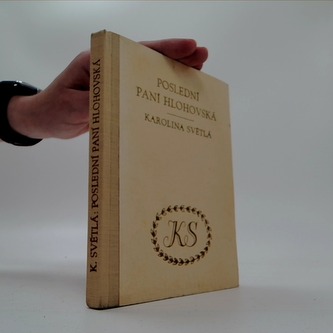 K. SVĚTLÁ: POSLEDNÍ PANÍ HLOHOVSKÁ
POSLEDNÍ
PANÍ HLOHOVSKÁ
KAROLINA SVĚTLÁ
KS